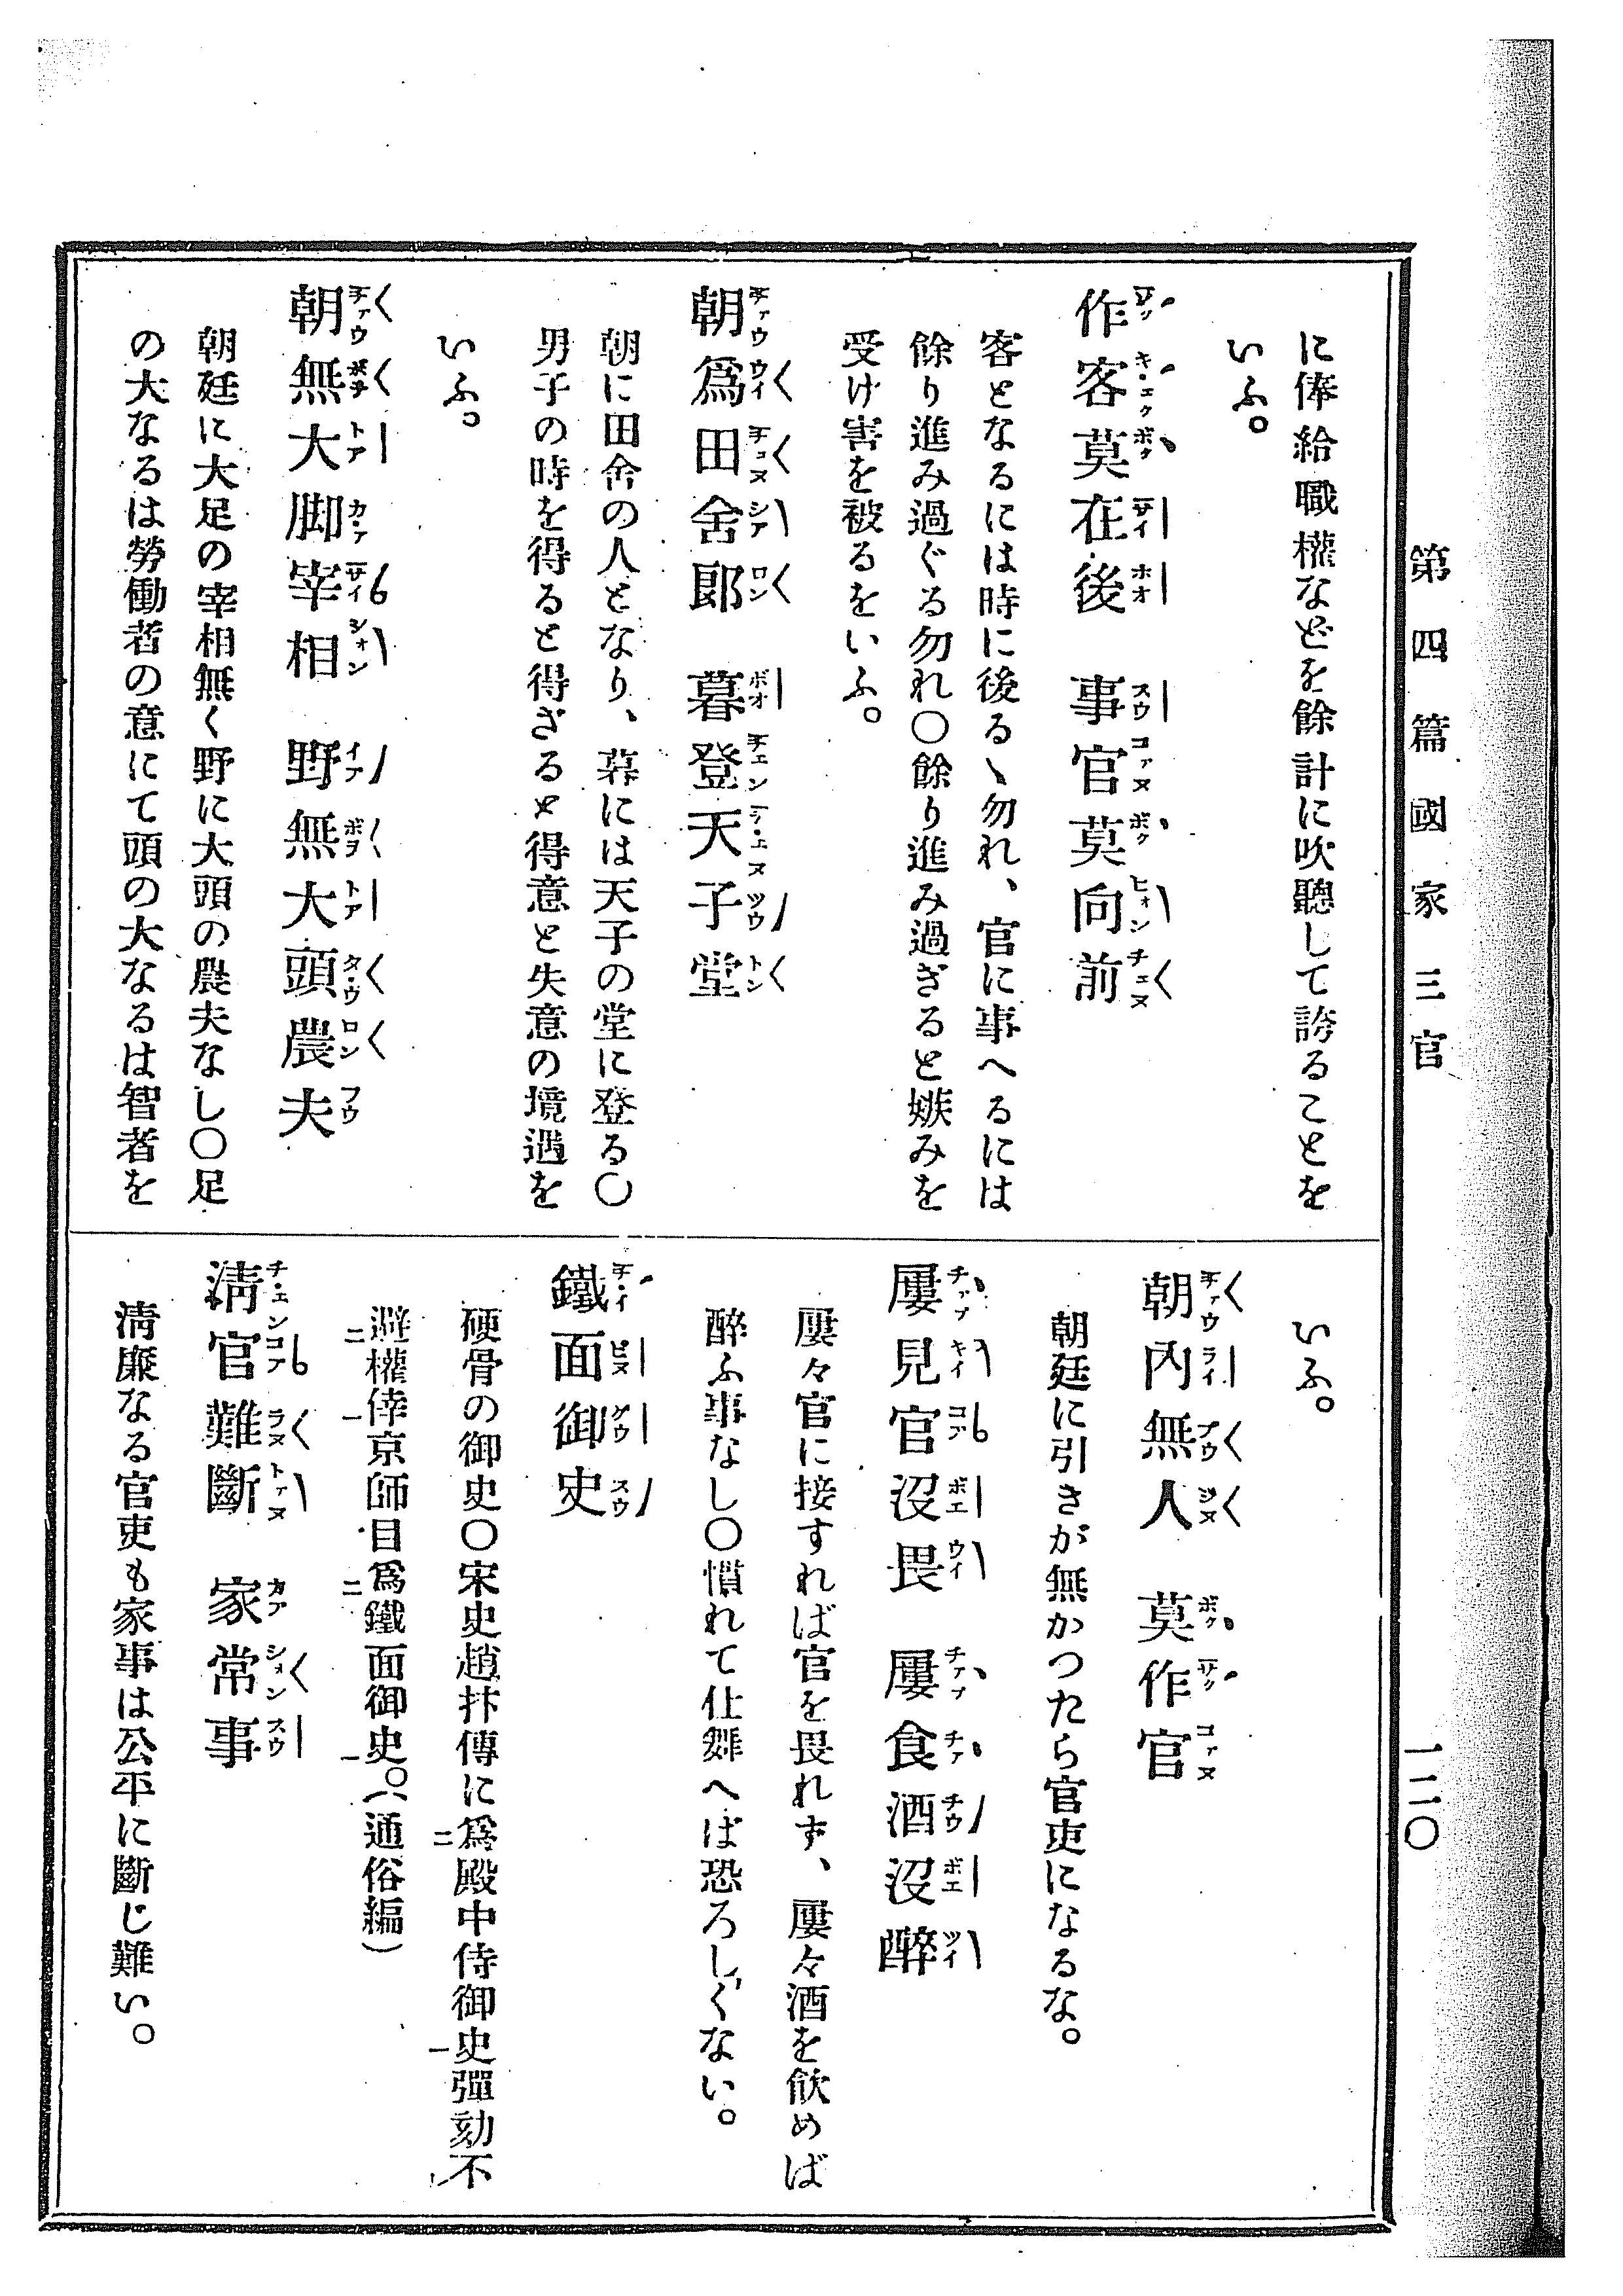 第四篇 國家 三官 一三〇
に俸給職權などを餘計に吹聽して誇ることを
いふ。
作客莫在後 事官莫向前
客となるには時に後るゝ勿れ、官に事へるには
餘り進み過ぐる勿れ〇餘り進み過ぎると嫉みを
受け害を被るをいふ。
朝爲田舍郎 暮登天子堂
朝に田舍の人となり、暮には天子の堂に登る〇
男子の時を得ると得ざると得意と失意の境遇を
いふ。
朝無大脚宰相 野無大頭農夫
朝廷に大足の宰相無く野に大頭の農夫なし〇足
の大なるは勞働者の意にて頭の大なるは智者を
いふ。
朝內無人 莫作官
朝廷に引きが無かつたら官吏になるな。
屢見官沒畏 屢食酒沒醉
屢々官に接すれば官を畏れず、屢々酒を飮めば
醉ふ事なし〇慣れて仕舞へば恐ろしくない。
鐵面御史
硬骨の御史〇宋史趙抃傳に爲二殿中侍御史一彈劾不レ
避二權倖一京師目爲二鐵面御史一。(通俗編)
淸官難斷 家常事
淸廉なる官吏も家事は公平に斷じ難い。